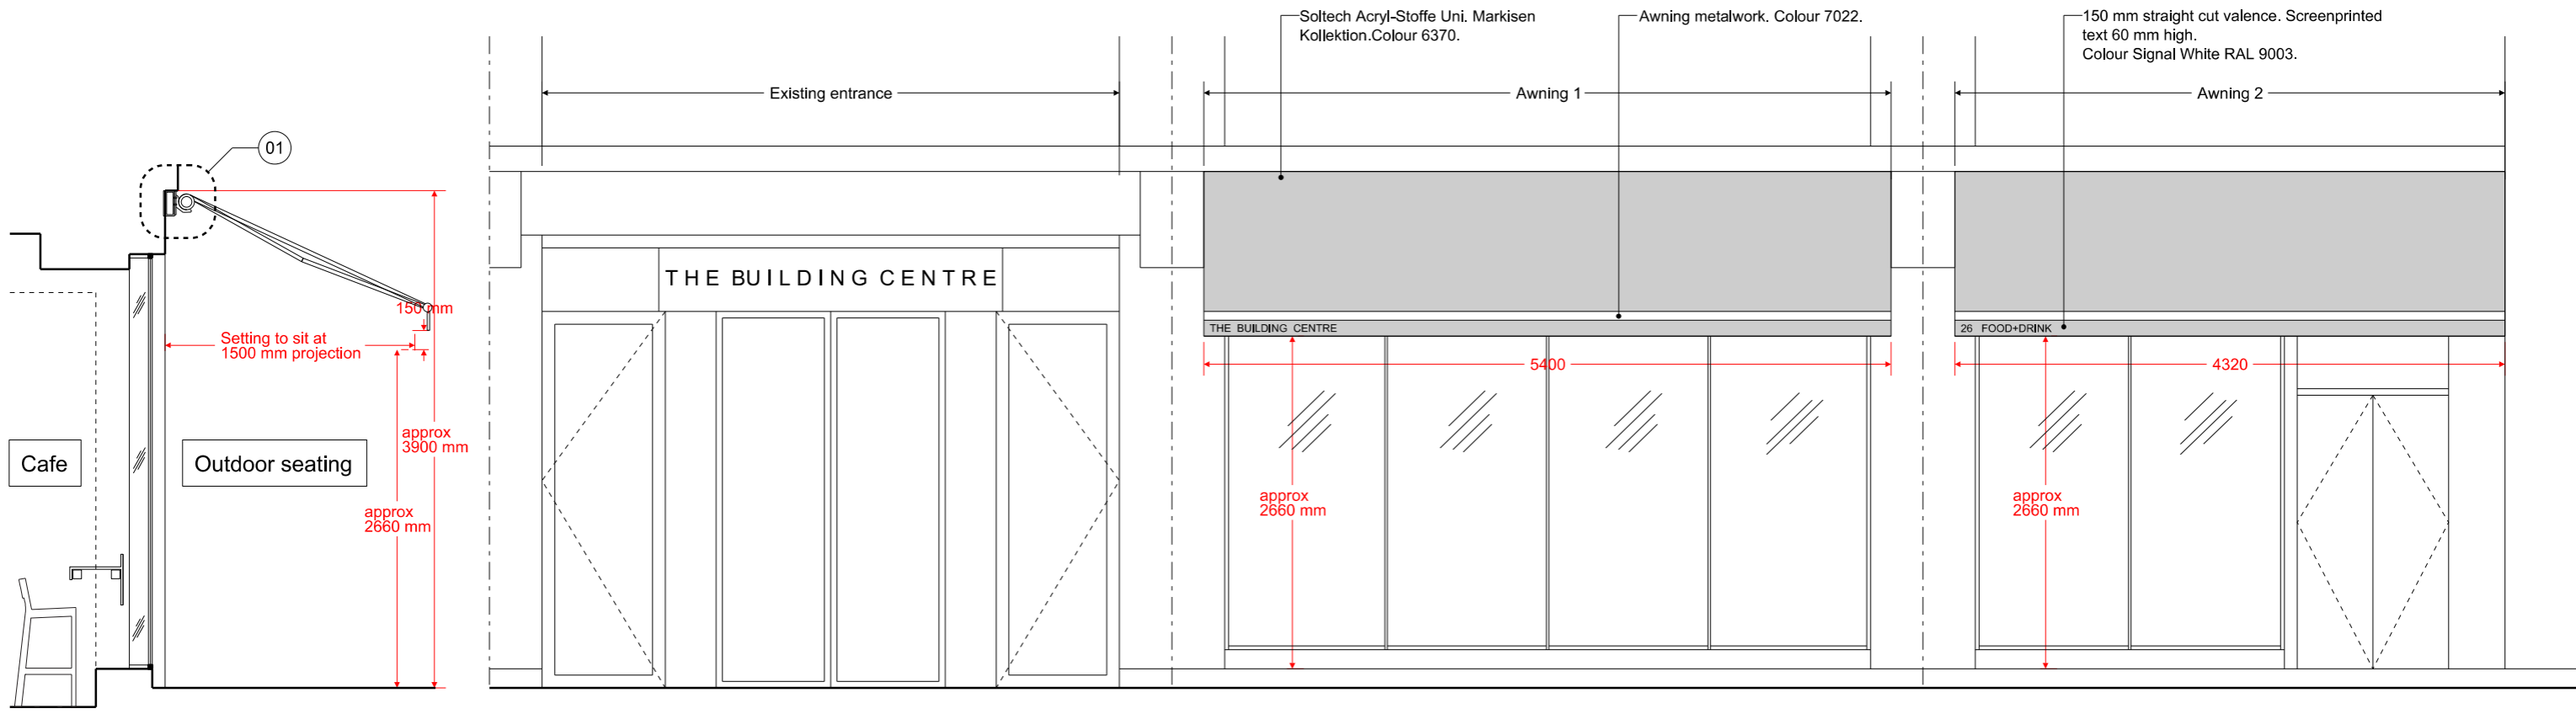 Soltech Acryl-Stoffe Uni. Markisen
Kollektion.Colour 6370.
Awning metalwork. Colour 7022.
150 mm straight cut valence. Screenprinted
text 60 mm high.
Colour Signal White RAL 9003.
Existing entrance
Awning 1
Awning 2
01
THE BUILDING CENTRE
150 mm
Setting to sit at
1500 mm projection
THE BUILDING CENTRE
26 FOOD+DRINK
5400
4320
approx
3900 mm
Cafe
Outdoor seating
approx
2660 mm
approx
2660 mm
approx
2660 mm